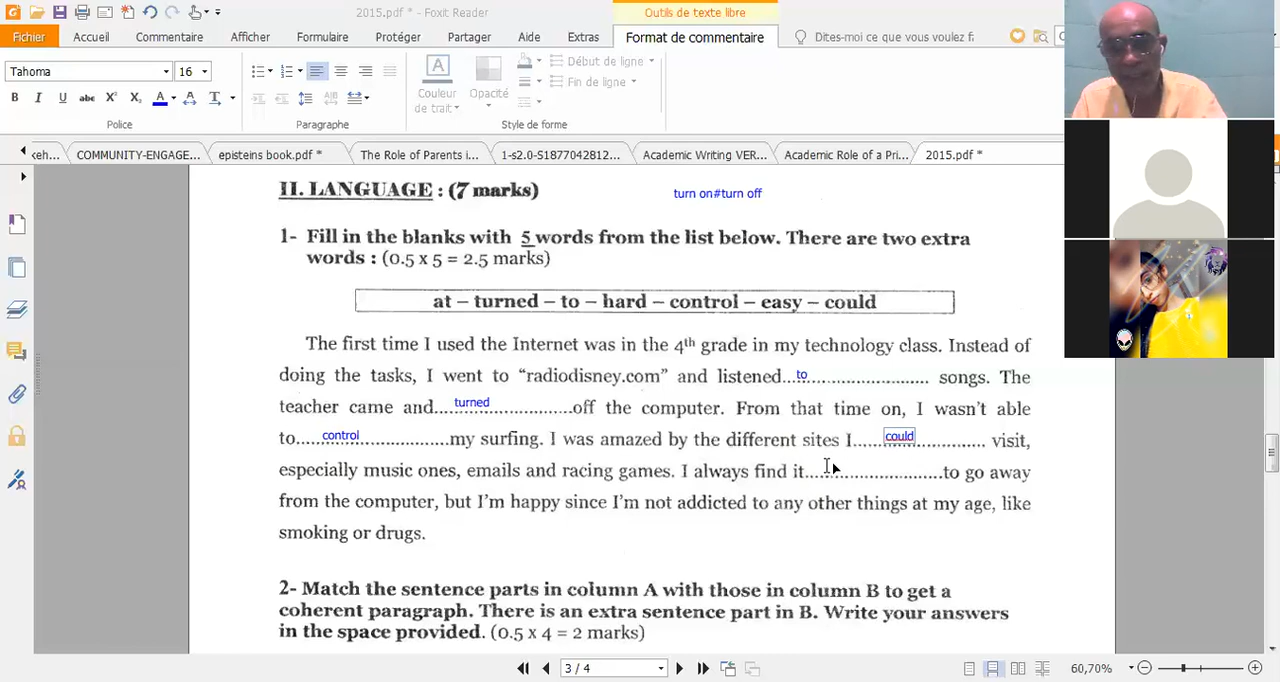 2015.pdf * - Foxit Reader
Outils de texte libre
Fichier Accueil Commentaire Afficher Formulaire Protéger Partager Aide Extras Format de commentaire Dites-moi ce que vous voulez f
Tahoma 16
Couleur de trait
Opacité
Début de ligne
Fin de ligne
Police Paragraphe Style de forme
keh... COMMUNITY-ENGAGE... episteins book.pdf * The Role of Parents i... 1-s2.0-S1877042812... Academic Writing VER... Academic Role of a Pri... 2015.pdf *
II. LANGUAGE : (7 marks) turn on#turn off
1- Fill in the blanks with 5 words from the list below. There are two extra
words : (0.5 x 5 = 2.5 marks)
at – turned – to – hard – control – easy – could
The first time I used the Internet was in the 4th grade in my technology class. Instead of
doing the tasks, I went to “radiodisney.com” and listened...to........................ songs. The
teacher came and....turned..............off the computer. From that time on, I wasn't able
to.....control..................my surfing. I was amazed by the different sites I.....could............... visit,
especially music ones, emails and racing games. I always find it............................to go away
from the computer, but I'm happy since I'm not addicted to any other things at my age, like
smoking or drugs.
2- Match the sentence parts in column A with those in column B to get a
coherent paragraph. There is an extra sentence part in B. Write your answers
in the space provided. (0.5 x 4 = 2 marks)
3 / 4 60,70%